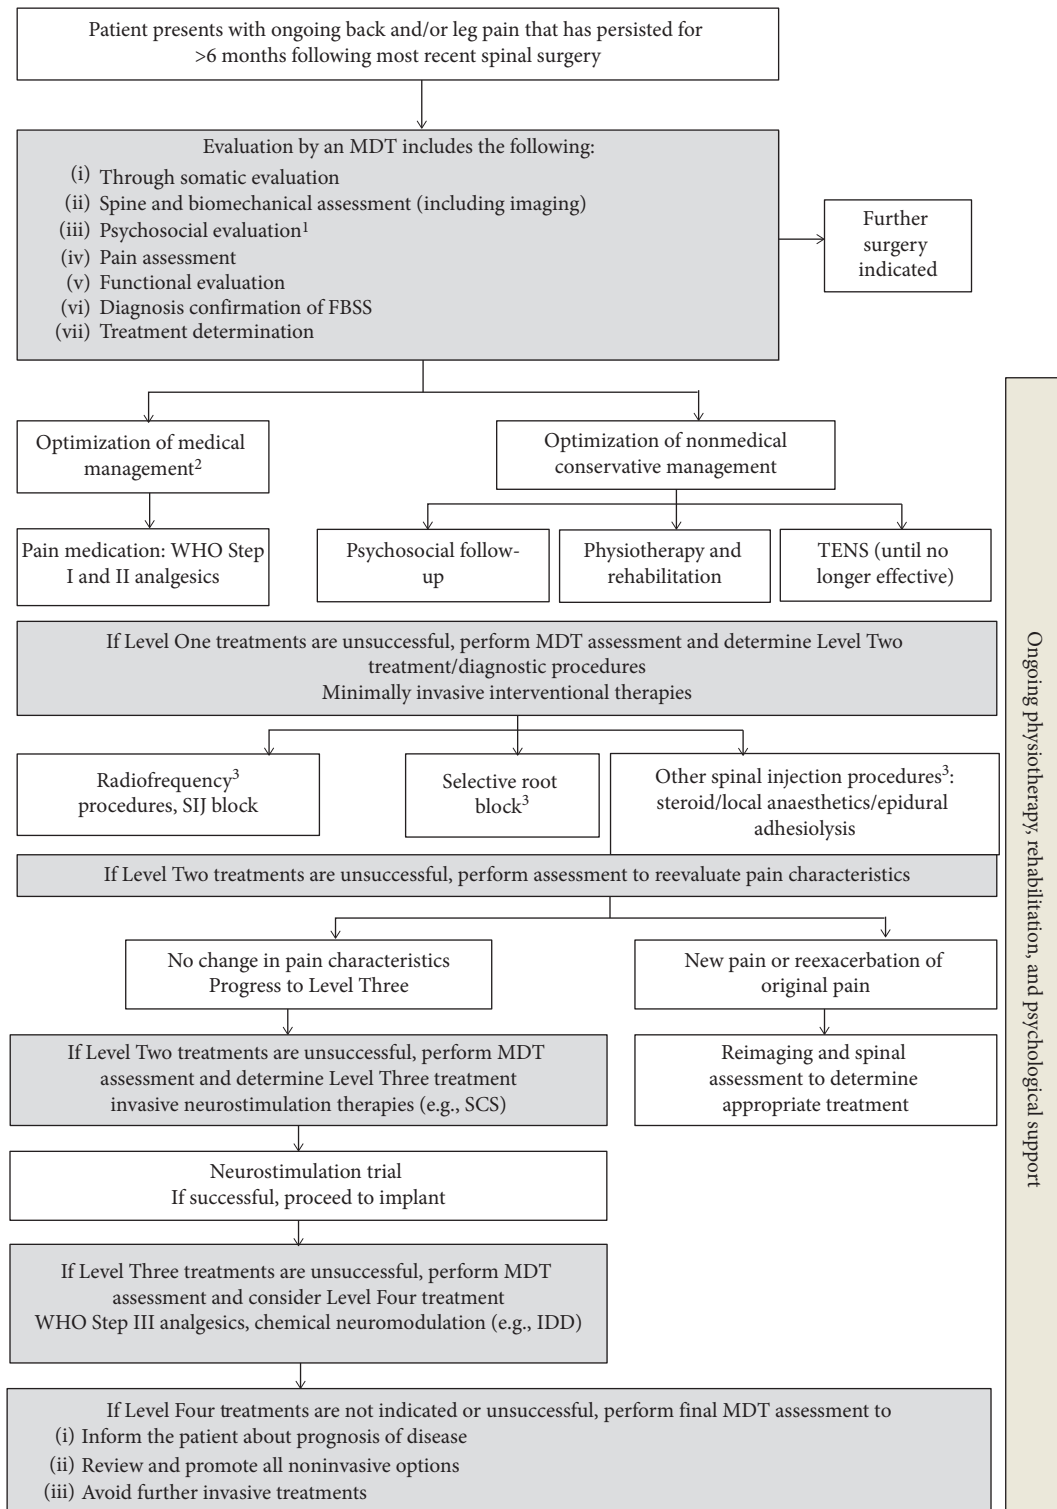 Patient presents with ongoing back and/or leg pain that has persisted for
>6 months following most recent spinal surgery
Evaluation by an MDT includes the following:
(i) Through somatic evaluation
(ii) Spine and biomechanical assessment (including imaging)
(iii) Psychosocial evaluation¹
(iv) Pain assessment
(v) Functional evaluation
(vi) Diagnosis confirmation of FBSS
(vii) Treatment determination
Further
surgery
indicated
Optimization of medical
management²
Optimization of nonmedical
conservative management
Pain medication: WHO Step
I and II analgesics
Psychosocial follow-
up
Physiotherapy and
rehabilitation
TENS (until no
longer effective)
If Level One treatments are unsuccessful, perform MDT assessment and determine Level Two
treatment/diagnostic procedures
Minimally invasive interventional therapies
Radiofrequency³
procedures, SIJ block
Selective root
block³
Other spinal injection procedures³:
steroid/local anaesthetics/epidural
adhesiolysis
If Level Two treatments are unsuccessful, perform assessment to reevaluate pain characteristics
No change in pain characteristics
Progress to Level Three
New pain or reexacerbation of
original pain
If Level Two treatments are unsuccessful, perform MDT
assessment and determine Level Three treatment
invasive neurostimulation therapies (e.g., SCS)
Reimaging and spinal
assessment to determine
appropriate treatment
Neurostimulation trial
If successful, proceed to implant
If Level Three treatments are unsuccessful, perform MDT
assessment and consider Level Four treatment
WHO Step III analgesics, chemical neuromodulation (e.g., IDD)
If Level Four treatments are not indicated or unsuccessful, perform final MDT assessment to
(i) Inform the patient about prognosis of disease
(ii) Review and promote all noninvasive options
(iii) Avoid further invasive treatments
Ongoing physiotherapy, rehabilitation, and psychological support